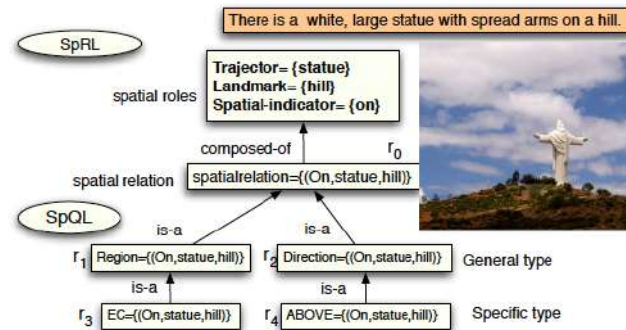 There is a white, large statue with spread arms on a hill.
SpRL
Trajector= {statue}
Landmark= {hill}
Spatial-indicator= {on}
spatial roles
composed-of
r0
spatial relation
spatialrelation={(On,statue,hill)}
SpQL
is-a
is-a
r1
Region={(On,statue,hill)}
r2
Direction={(On,statue,hill)}
General type
is-a
is-a
r3
EC={(On,statue,hill)}
r4
ABOVE={(On,statue,hill)}
Specific type